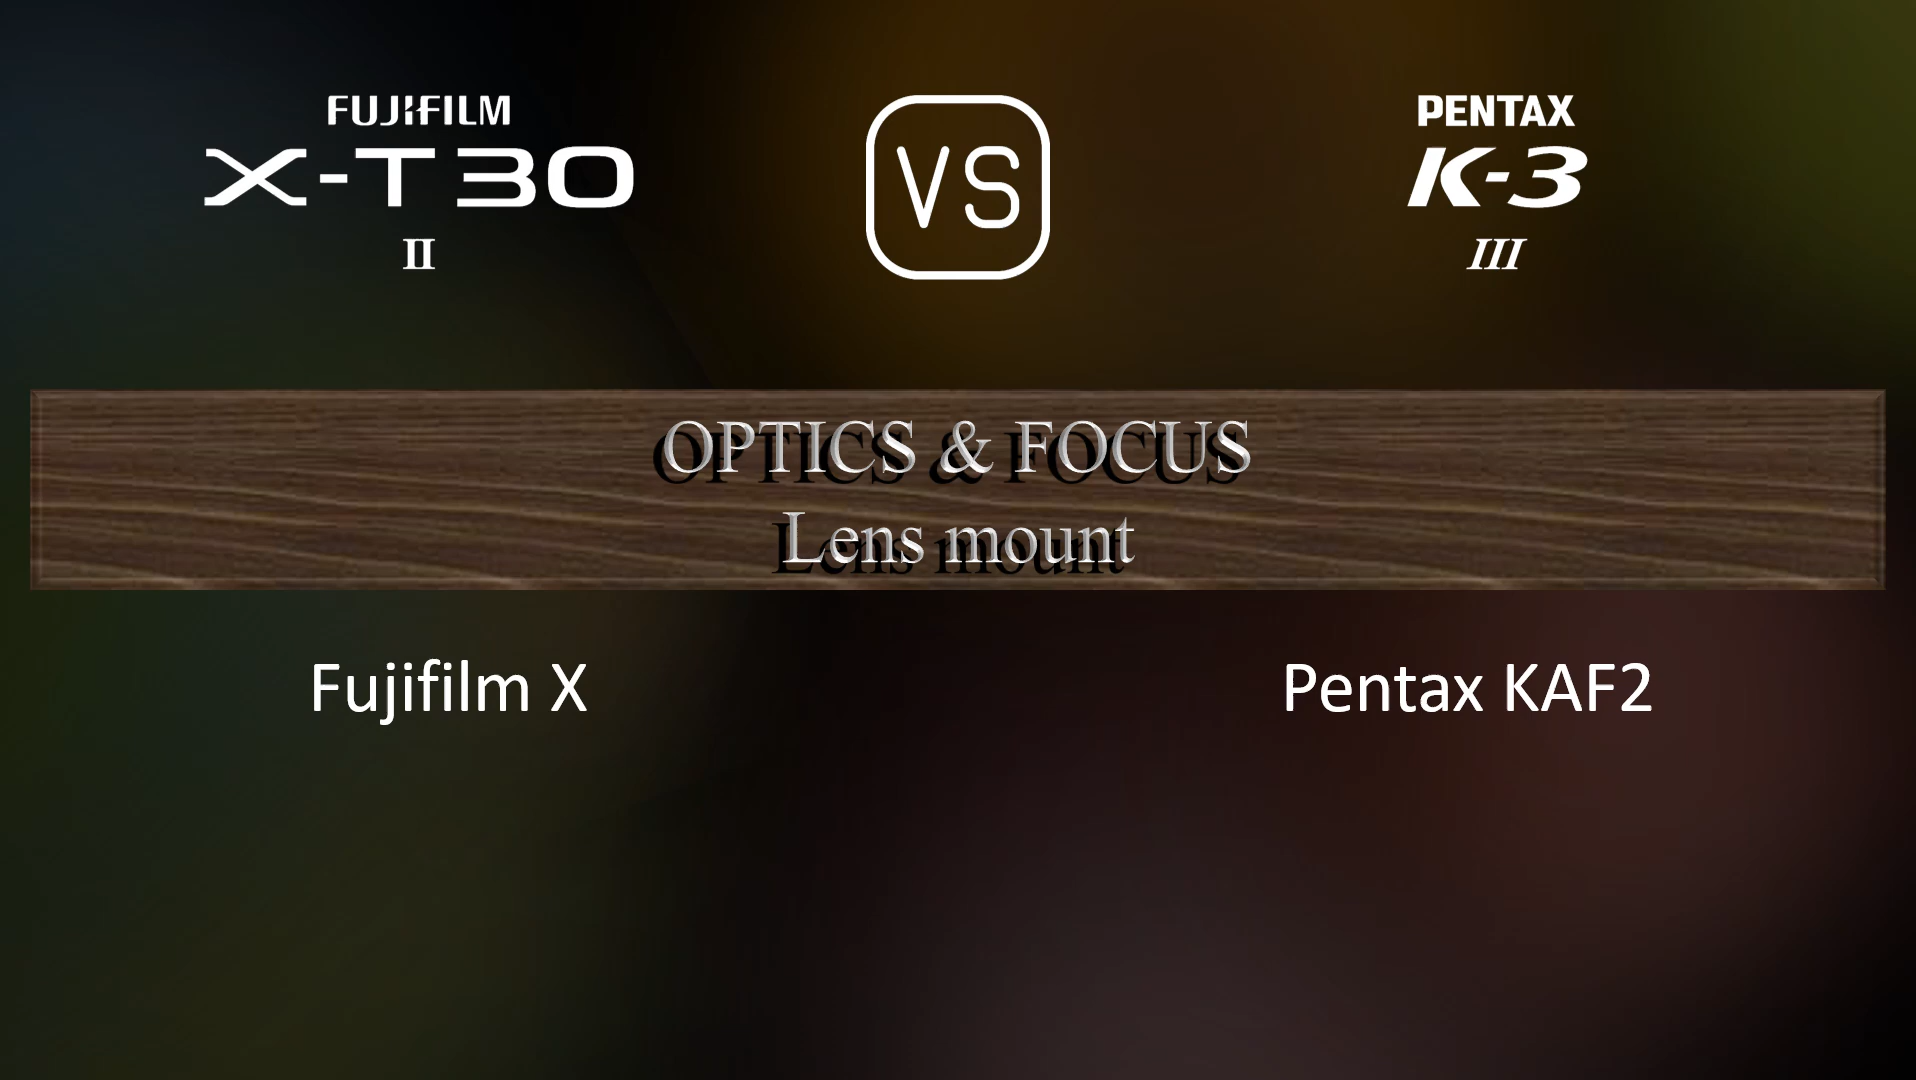 FUJIFILM
X-T30
II
VS
PENTAX
K-3
III
OPTICS & FOCUS
Lens mount
Fujifilm X
Pentax KAF2